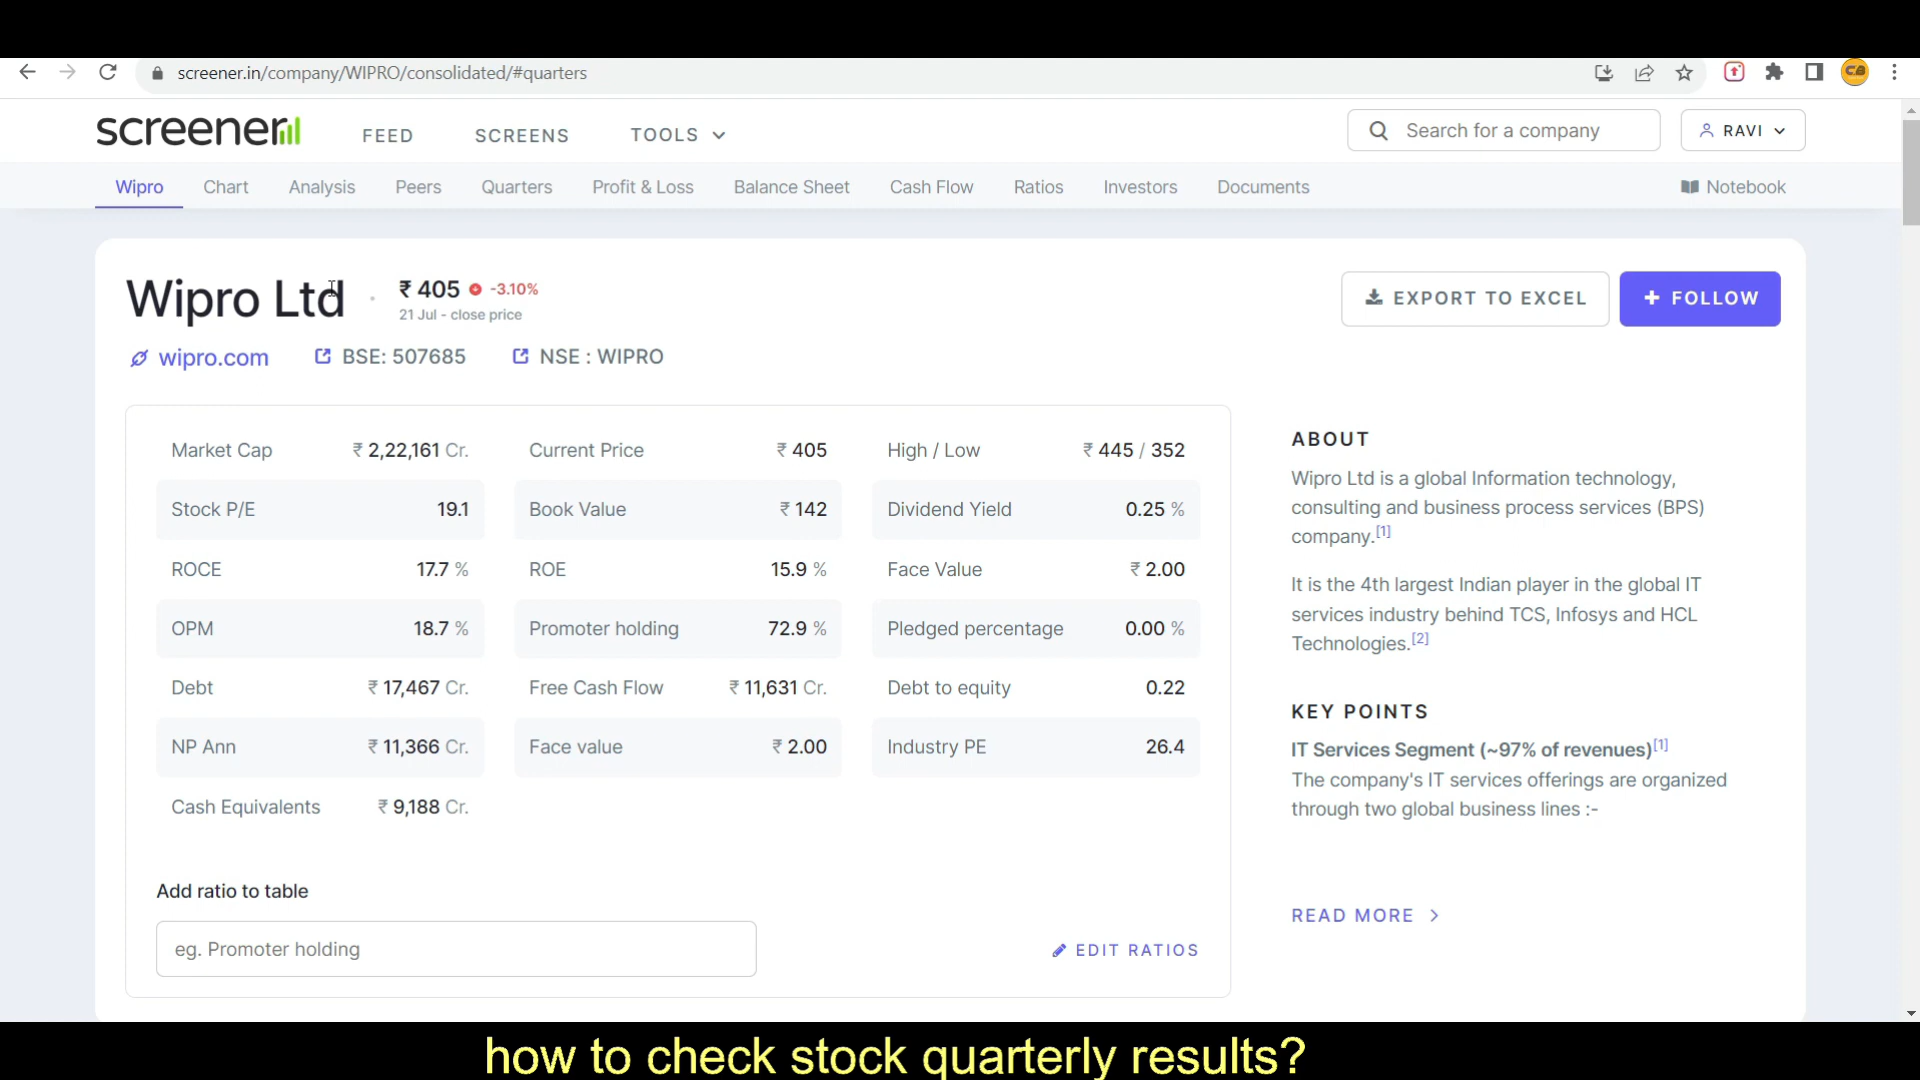 screener.in/company/WIPRO/consolidated/#quarters
CB
screener
FEED
SCREENS
TOOLS
Search for a company
RAVI
Wipro
Chart
Analysis
Peers
Quarters
Profit & Loss
Balance Sheet
Cash Flow
Ratios
Investors
Documents
Notebook
Wipro Ltd
₹ 405
-3.10%
21 Jul - close price
EXPORT TO EXCEL
+ FOLLOW
wipro.com
BSE: 507685
NSE : WIPRO
Market Cap ₹ 2,22,161 Cr.
Current Price ₹ 405
High / Low ₹ 445 / 352
Stock P/E 19.1
Book Value ₹ 142
Dividend Yield 0.25 %
ROCE 17.7 %
ROE 15.9 %
Face Value ₹ 2.00
OPM 18.7 %
Promoter holding 72.9 %
Pledged percentage 0.00 %
Debt ₹ 17,467 Cr.
Free Cash Flow ₹ 11,631 Cr.
Debt to equity 0.22
NP Ann ₹ 11,366 Cr.
Face value ₹ 2.00
Industry PE 26.4
Cash Equivalents ₹ 9,188 Cr.
Add ratio to table
eg. Promoter holding
EDIT RATIOS
ABOUT
Wipro Ltd is a global Information technology,
consulting and business process services (BPS)
company.[1]
It is the 4th largest Indian player in the global IT
services industry behind TCS, Infosys and HCL
Technologies.[2]
KEY POINTS
IT Services Segment (~97% of revenues)[1]
The company's IT services offerings are organized
through two global business lines :-
READ MORE >
how to check stock quarterly results?